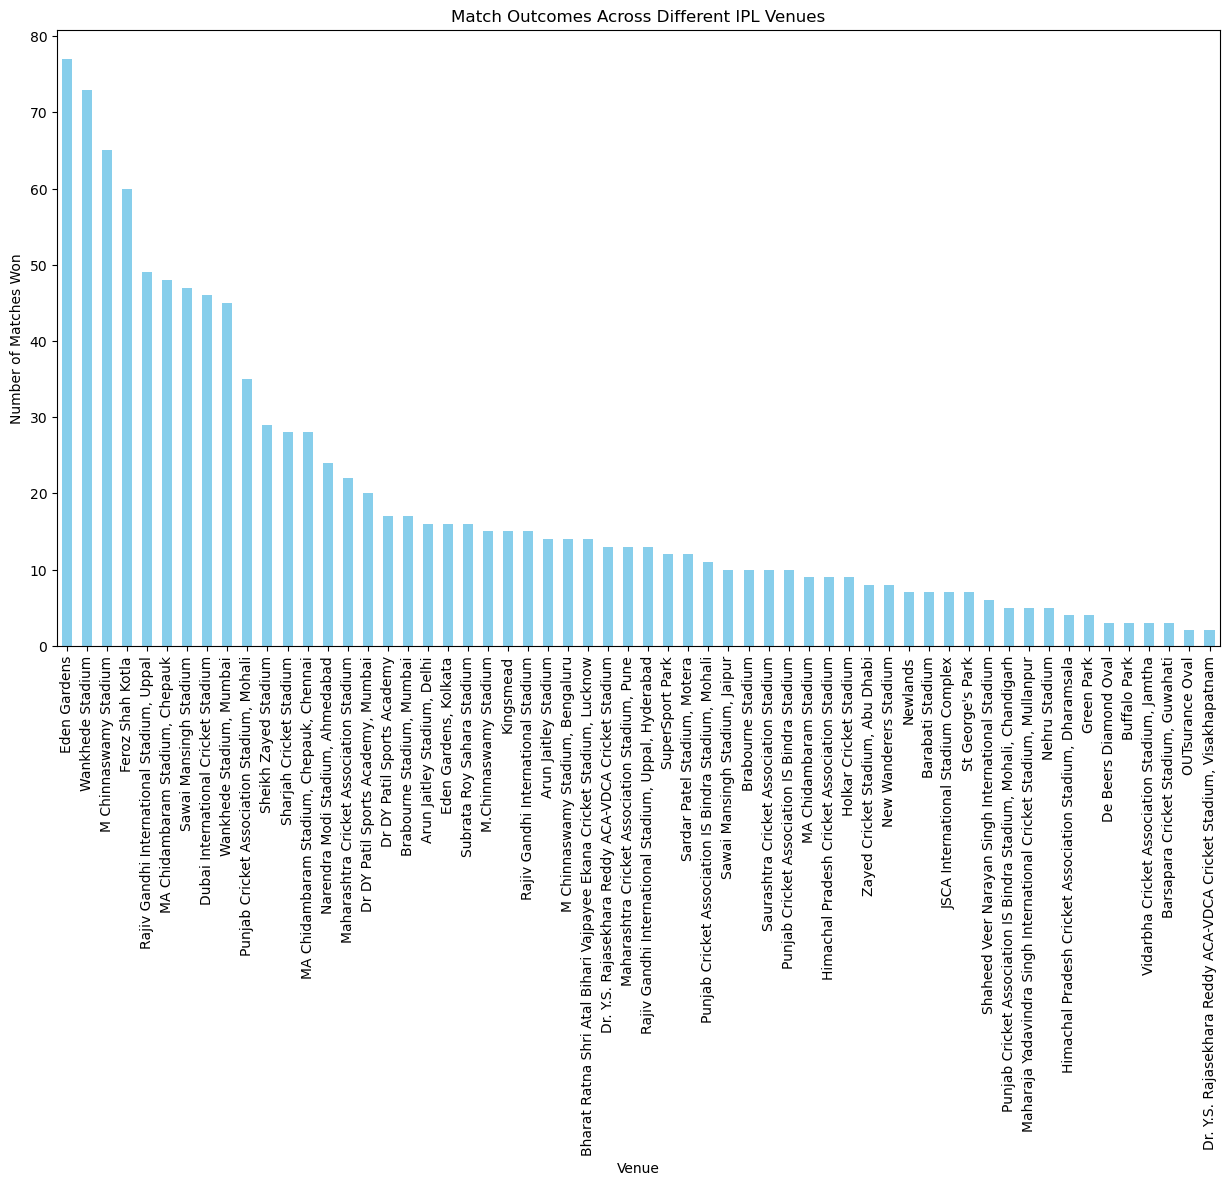 Match Outcomes Across Different IPL Venues
80
70
60
50
40
30
20
10
0
Number of Matches Won
Eden Gardens
Wankhede Stadium
M Chinnaswamy Stadium
Feroz Shah Kotla
Rajiv Gandhi International Stadium, Uppal
MA Chidambaram Stadium, Chepauk
Sawai Mansingh Stadium
Dubai International Cricket Stadium
Wankhede Stadium, Mumbai
Punjab Cricket Association Stadium, Mohali
Sheikh Zayed Stadium
Sharjah Cricket Stadium
MA Chidambaram Stadium, Chepauk, Chennai
Narendra Modi Stadium, Ahmedabad
Maharashtra Cricket Association Stadium
Dr DY Patil Sports Academy, Mumbai
Dr DY Patil Sports Academy
Brabourne Stadium, Mumbai
Arun Jaitley Stadium, Delhi
Eden Gardens, Kolkata
Subrata Roy Sahara Stadium
M.Chinnaswamy Stadium
Kingsmead
Rajiv Gandhi International Stadium
Arun Jaitley Stadium
M Chinnaswamy Stadium, Bengaluru
Bharat Ratna Shri Atal Bihari Vajpayee Ekana Cricket Stadium, Lucknow
Dr. Y.S. Rajasekhara Reddy ACA-VDCA Cricket Stadium
Maharashtra Cricket Association Stadium, Pune
Rajiv Gandhi International Stadium, Uppal, Hyderabad
SuperSport Park
Sardar Patel Stadium, Motera
Punjab Cricket Association IS Bindra Stadium, Mohali
Sawai Mansingh Stadium, Jaipur
Brabourne Stadium
Saurashtra Cricket Association Stadium
Punjab Cricket Association IS Bindra Stadium
MA Chidambaram Stadium
Himachal Pradesh Cricket Association Stadium
Holkar Cricket Stadium
Zayed Cricket Stadium, Abu Dhabi
New Wanderers Stadium
Newlands
Barabati Stadium
JSCA International Stadium Complex
St George's Park
Shaheed Veer Narayan Singh International Stadium
Punjab Cricket Association IS Bindra Stadium, Mohali, Chandigarh
Maharaja Yadavindra Singh International Cricket Stadium, Mullanpur
Nehru Stadium
Himachal Pradesh Cricket Association Stadium, Dharamsala
Green Park
De Beers Diamond Oval
Buffalo Park
Vidarbha Cricket Association Stadium, Jamtha
Barsapara Cricket Stadium, Guwahati
OUTsurance Oval
Dr. Y.S. Rajasekhara Reddy ACA-VDCA Cricket Stadium, Visakhapatnam
Venue